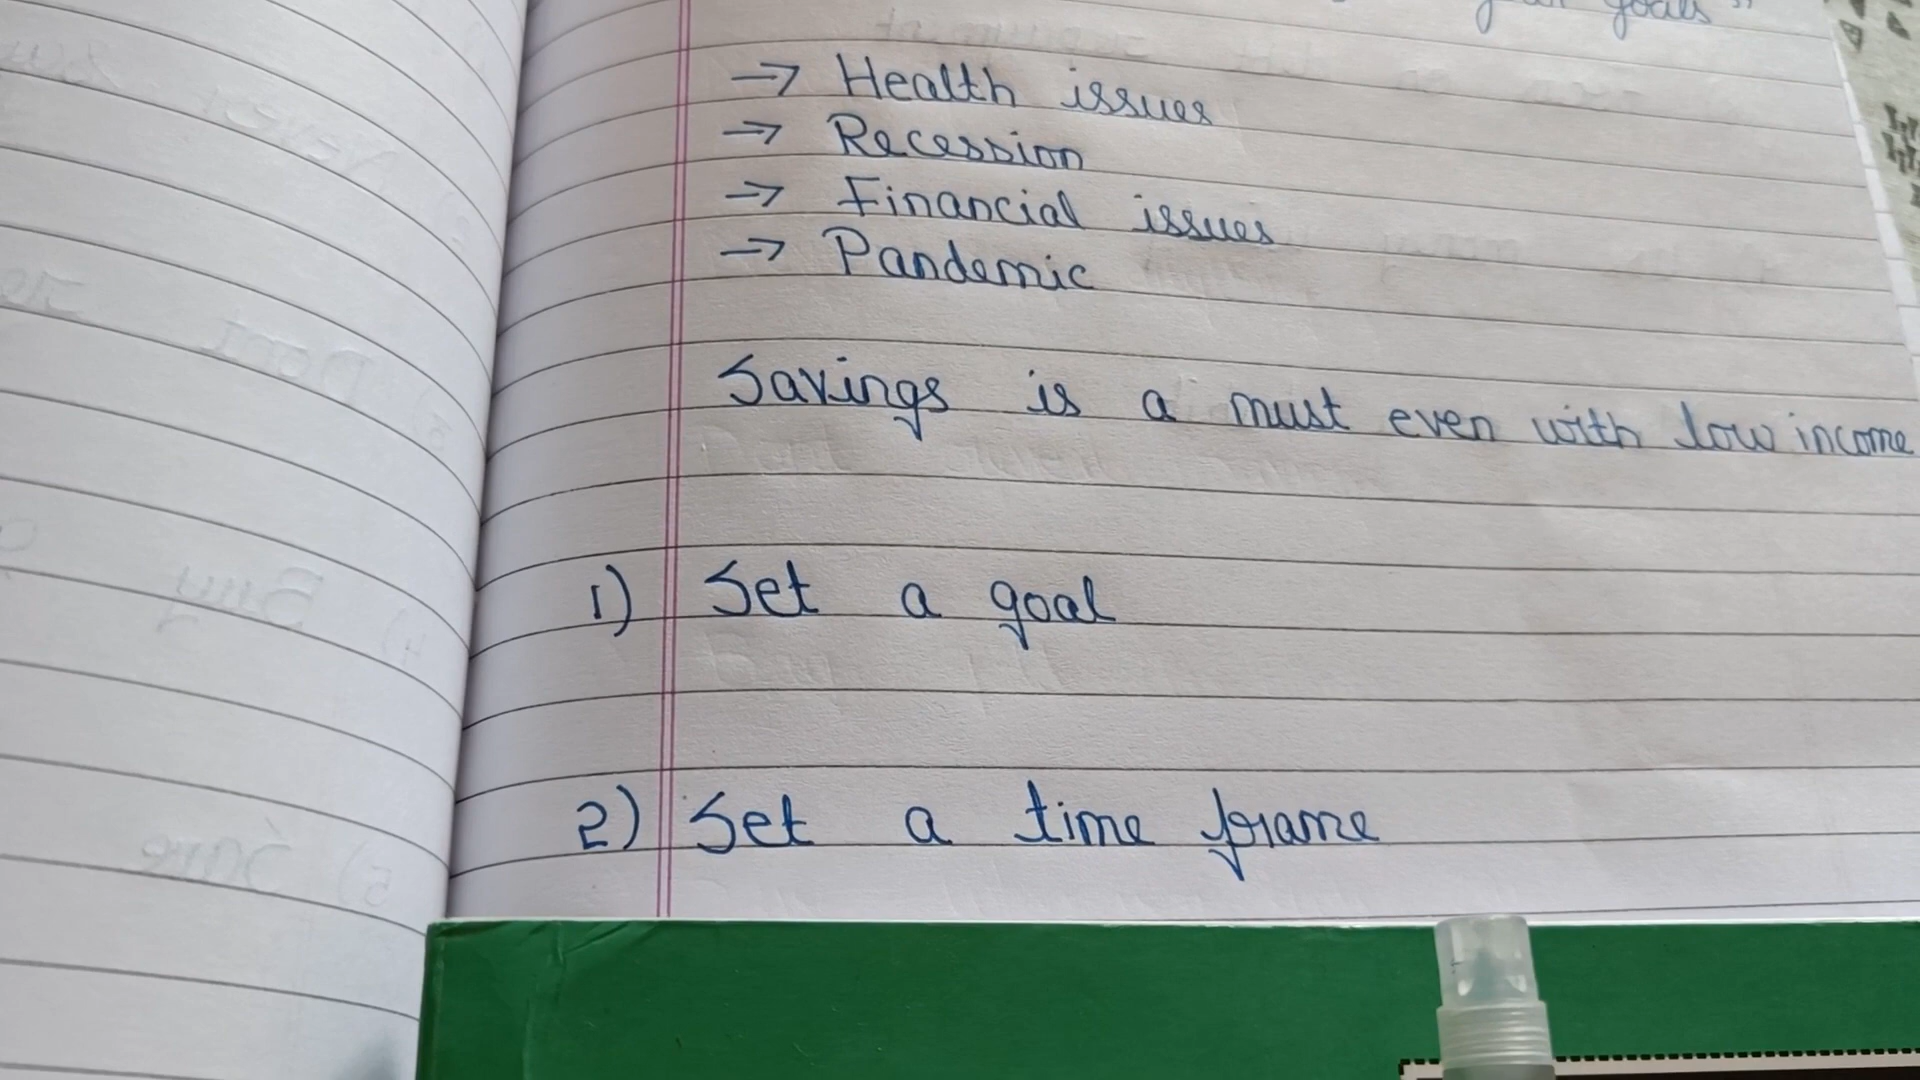 goals"
→ Health issues
→ Recession
→ Financial issues
→ Pandemic
Savings is a must even with low income
1) Set a goal
2) Set a time frame